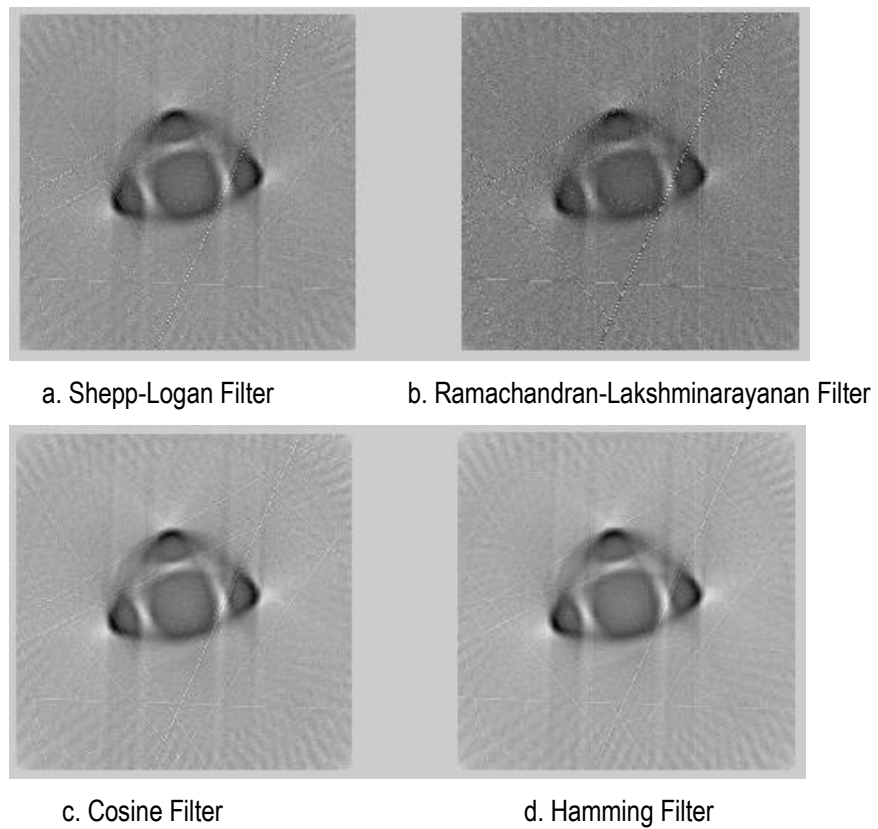 a. Shepp-Logan Filter
b. Ramachandran-Lakshminarayanan Filter
c. Cosine Filter
d. Hamming Filter